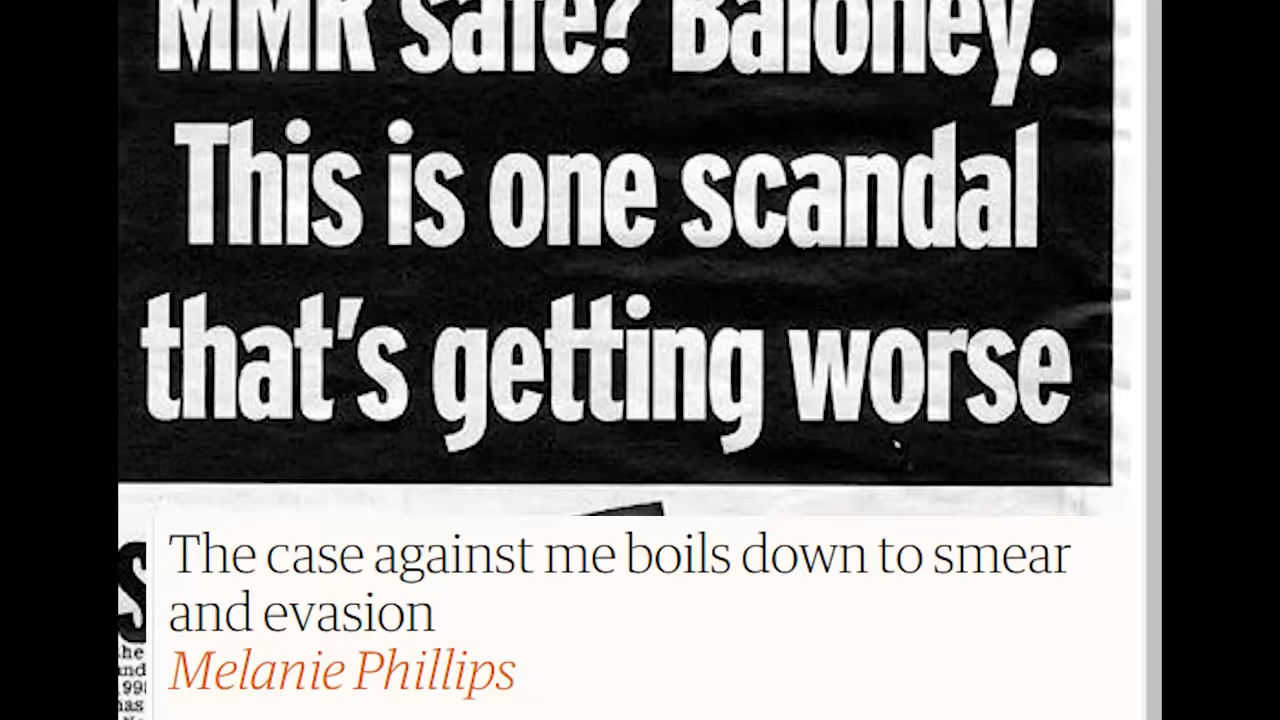 MMR safe? Baloney.
This is one scandal
that's getting worse
The case against me boils down to smear
and evasion
Melanie Phillips